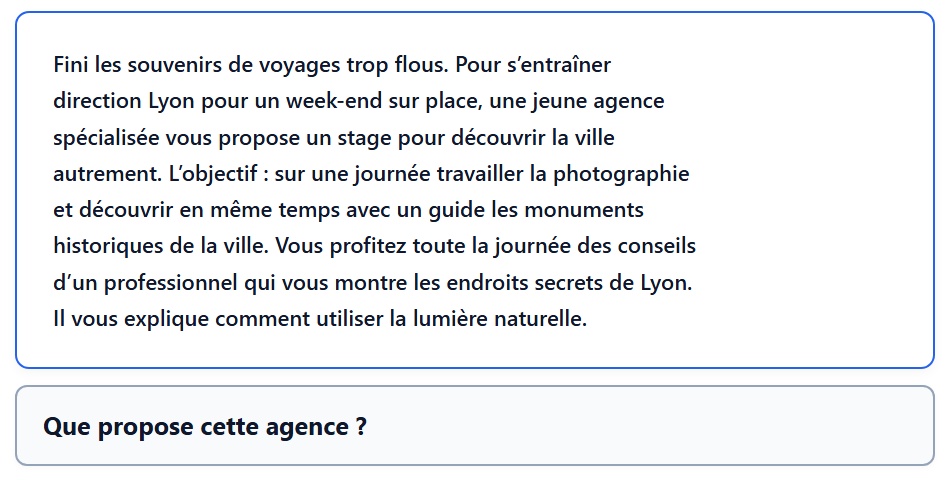 Fini les souvenirs de voyages trop flous. Pour s’entraîner
direction Lyon pour un week-end sur place, une jeune agence
spécialisée vous propose un stage pour découvrir la ville
autrement. L’objectif : sur une journée travailler la photographie
et découvrir en même temps avec un guide les monuments
historiques de la ville. Vous profitez toute la journée des conseils
d’un professionnel qui vous montre les endroits secrets de Lyon.
Il vous explique comment utiliser la lumière naturelle.
Que propose cette agence ?